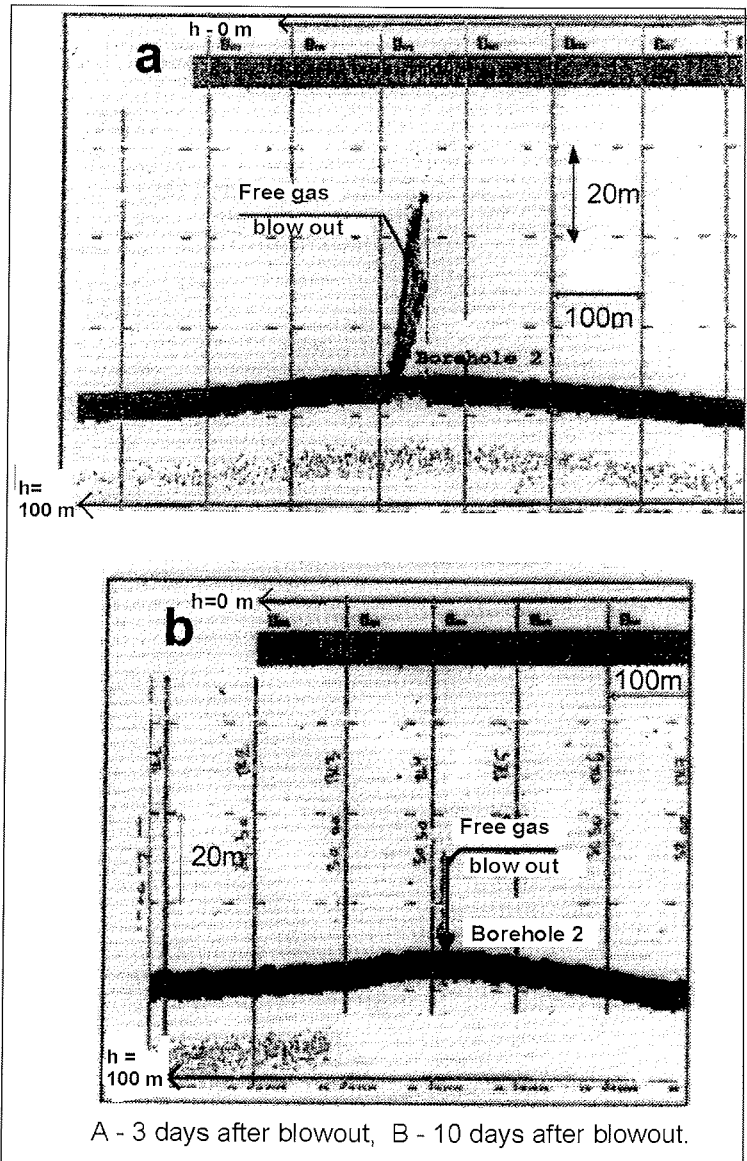 h - 0 m
a
Free gas
blow out
20m
100m
Borehole 2
h=
100 m
h=0 m
b
100m
20m
Free gas
blow out
Borehole 2
h =
100 m
A - 3 days after blowout, B - 10 days after blowout.